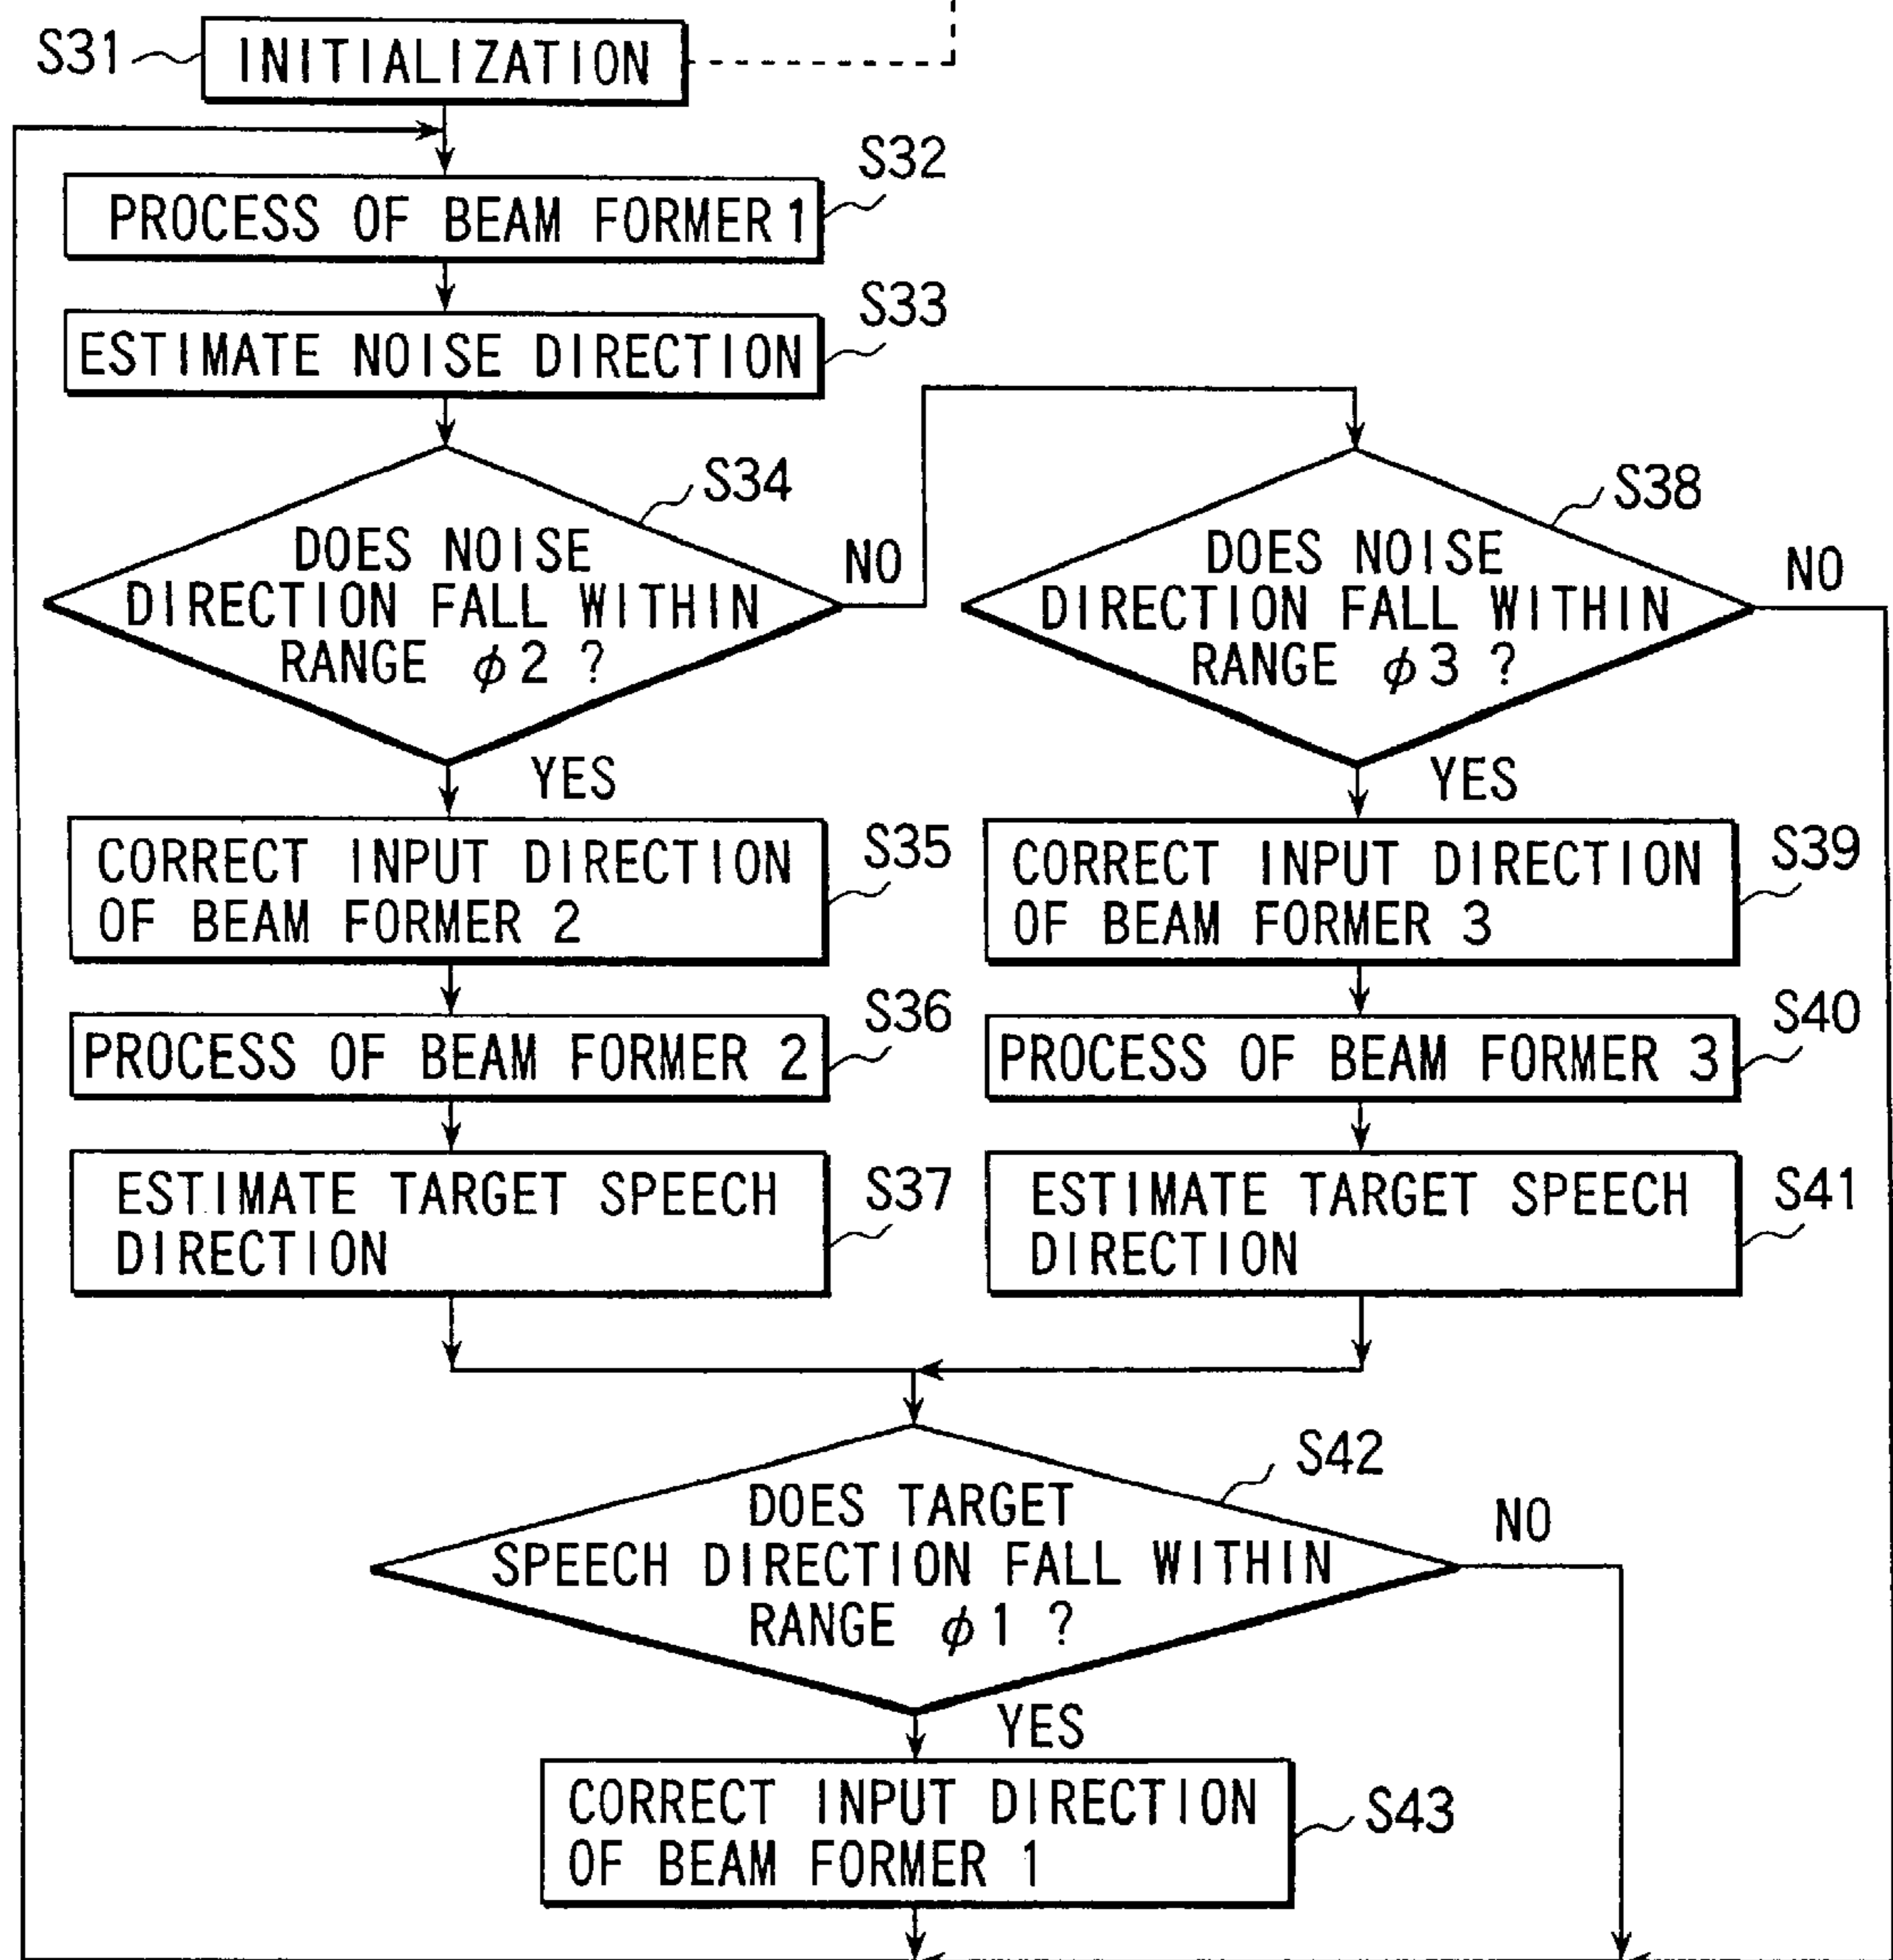 S31
INITIALIZATION
S32
PROCESS OF BEAM FORMER 1
S33
ESTIMATE NOISE DIRECTION
S34
DOES NOISE
DIRECTION FALL WITHIN
RANGE ϕ2 ?
NO
YES
S38
DOES NOISE
DIRECTION FALL WITHIN
RANGE ϕ3 ?
NO
YES
CORRECT INPUT DIRECTION
OF BEAM FORMER 2
S35
CORRECT INPUT DIRECTION
OF BEAM FORMER 3
S39
PROCESS OF BEAM FORMER 2
S36
PROCESS OF BEAM FORMER 3
S40
ESTIMATE TARGET SPEECH
DIRECTION
S37
ESTIMATE TARGET SPEECH
DIRECTION
S41
S42
DOES TARGET
SPEECH DIRECTION FALL WITHIN
RANGE ϕ1 ?
NO
YES
CORRECT INPUT DIRECTION
OF BEAM FORMER 1
S43